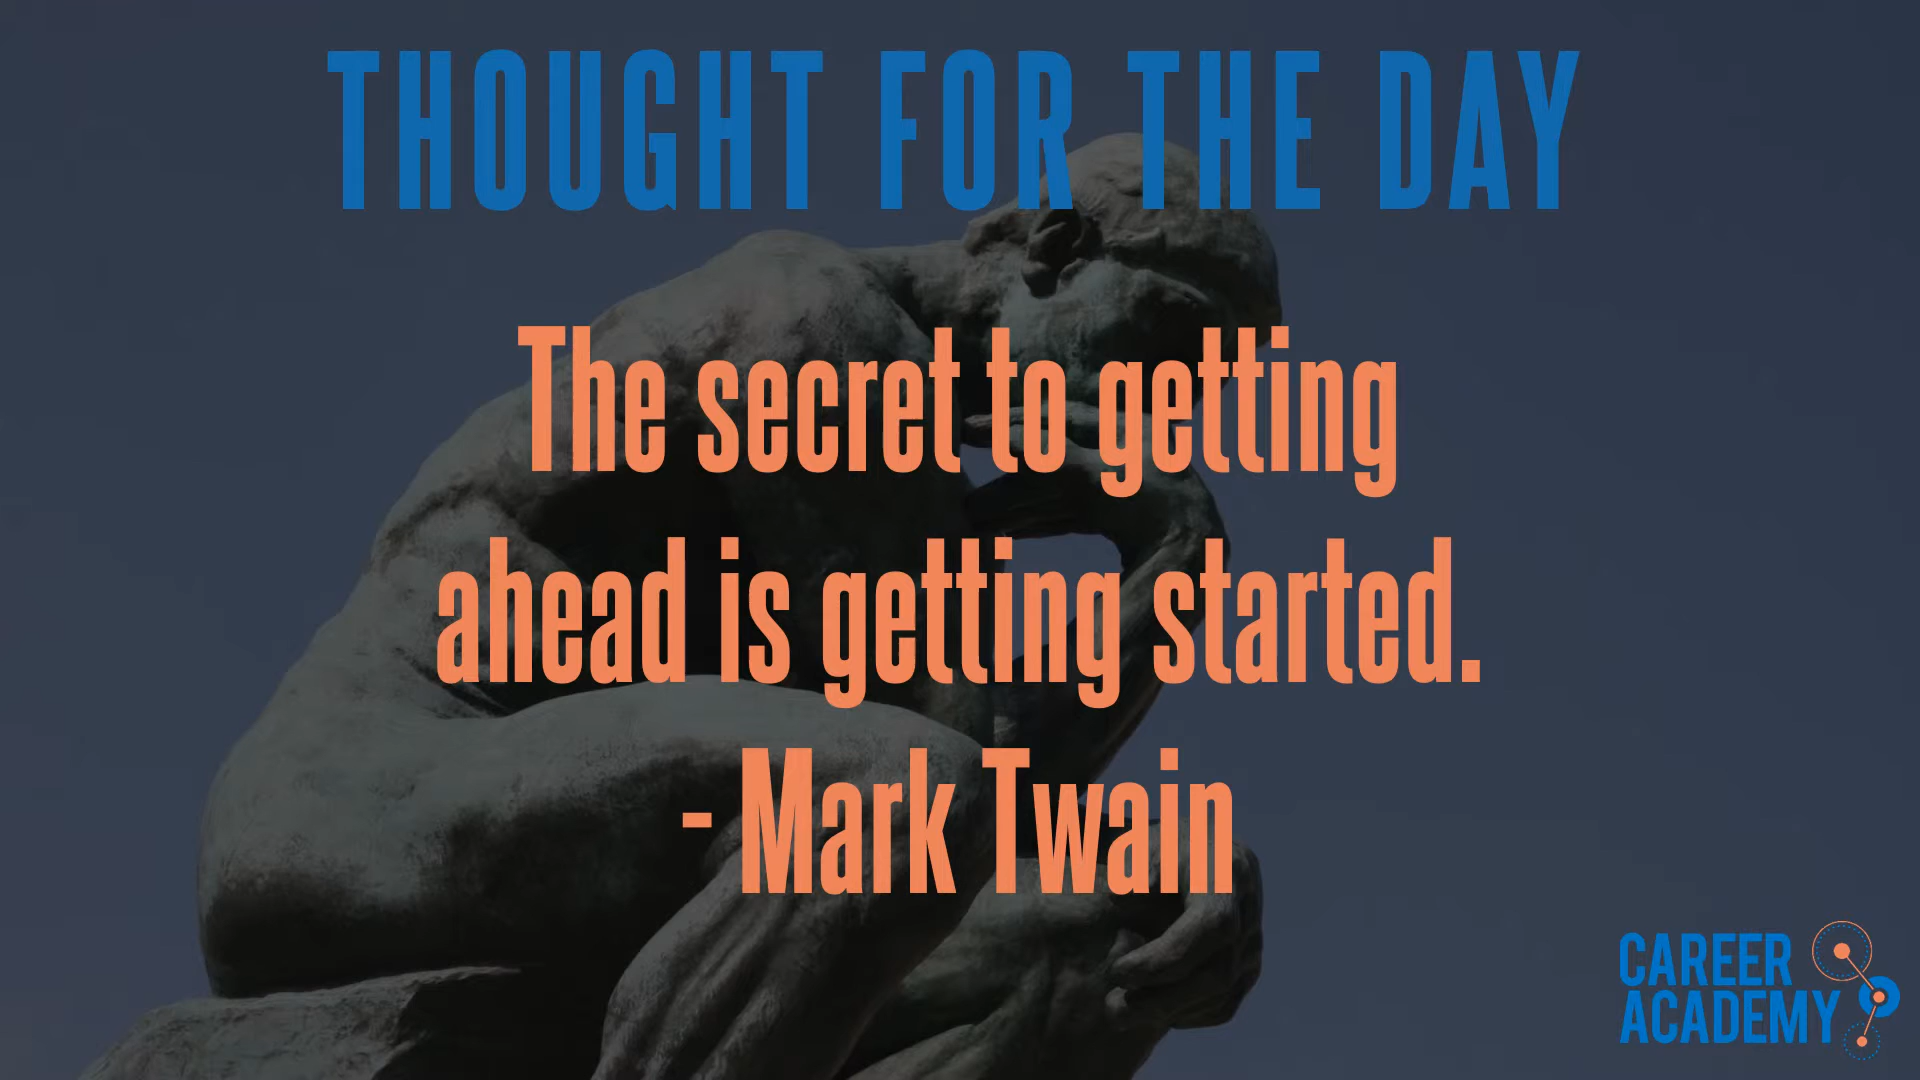 THOUGHT FOR THE DAY
The secret to getting
ahead is getting started.
- Mark Twain
CAREER
ACADEMY